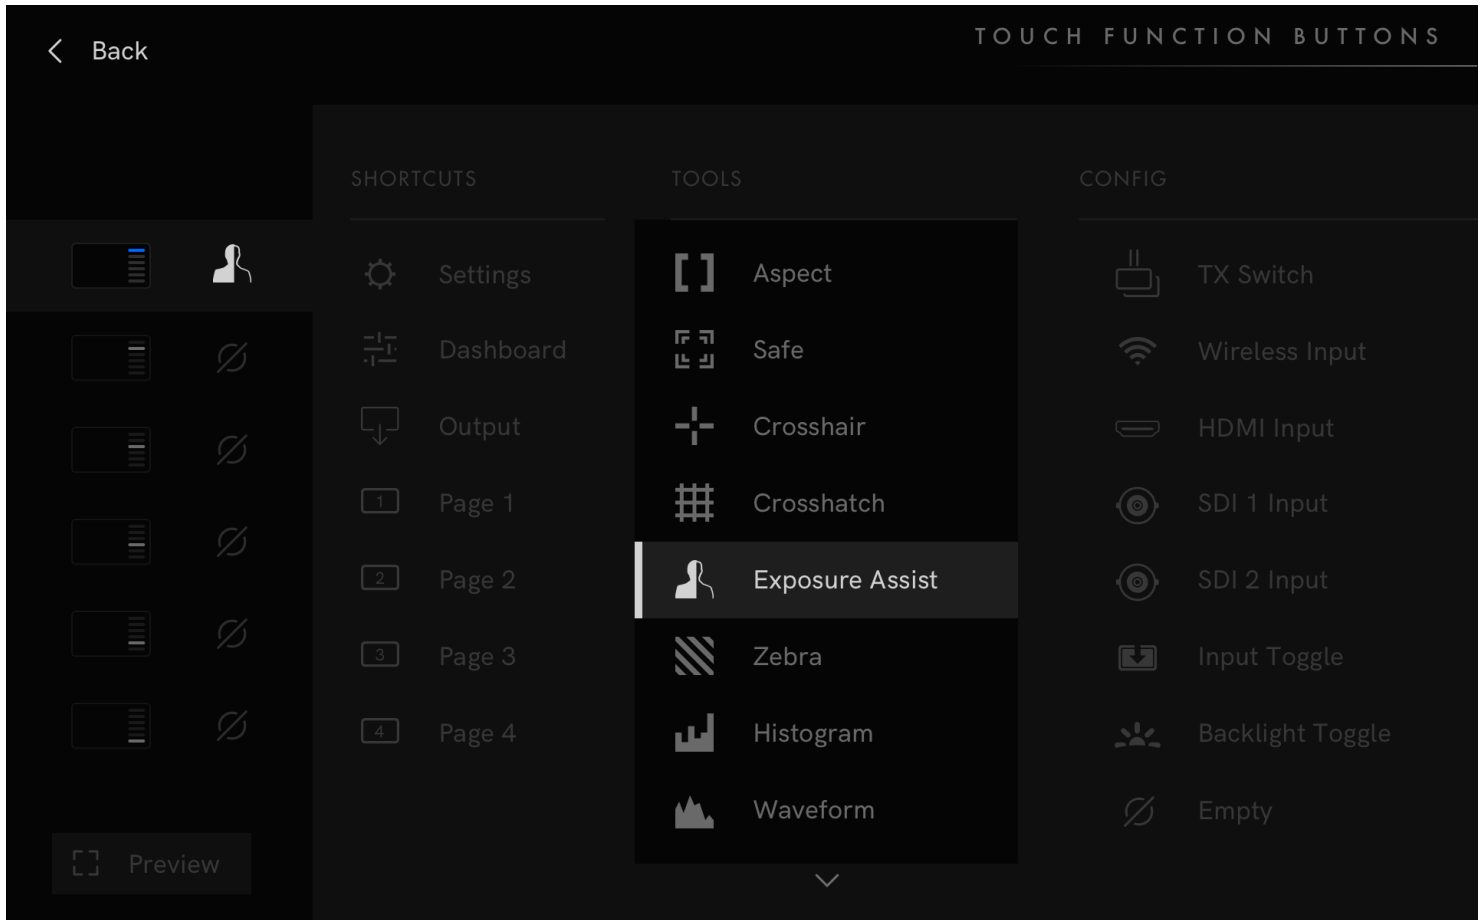 Back
TOUCH FUNCTION BUTTONS
SHORTCUTS
Settings
Dashboard
Output
1 Page 1
2 Page 2
3 Page 3
4 Page 4
TOOLS
Aspect
Safe
Crosshair
Crosshatch
Exposure Assist
Zebra
Histogram
Waveform
CONFIG
TX Switch
Wireless Input
HDMI Input
SDI 1 Input
SDI 2 Input
Input Toggle
Backlight Toggle
Empty
Preview